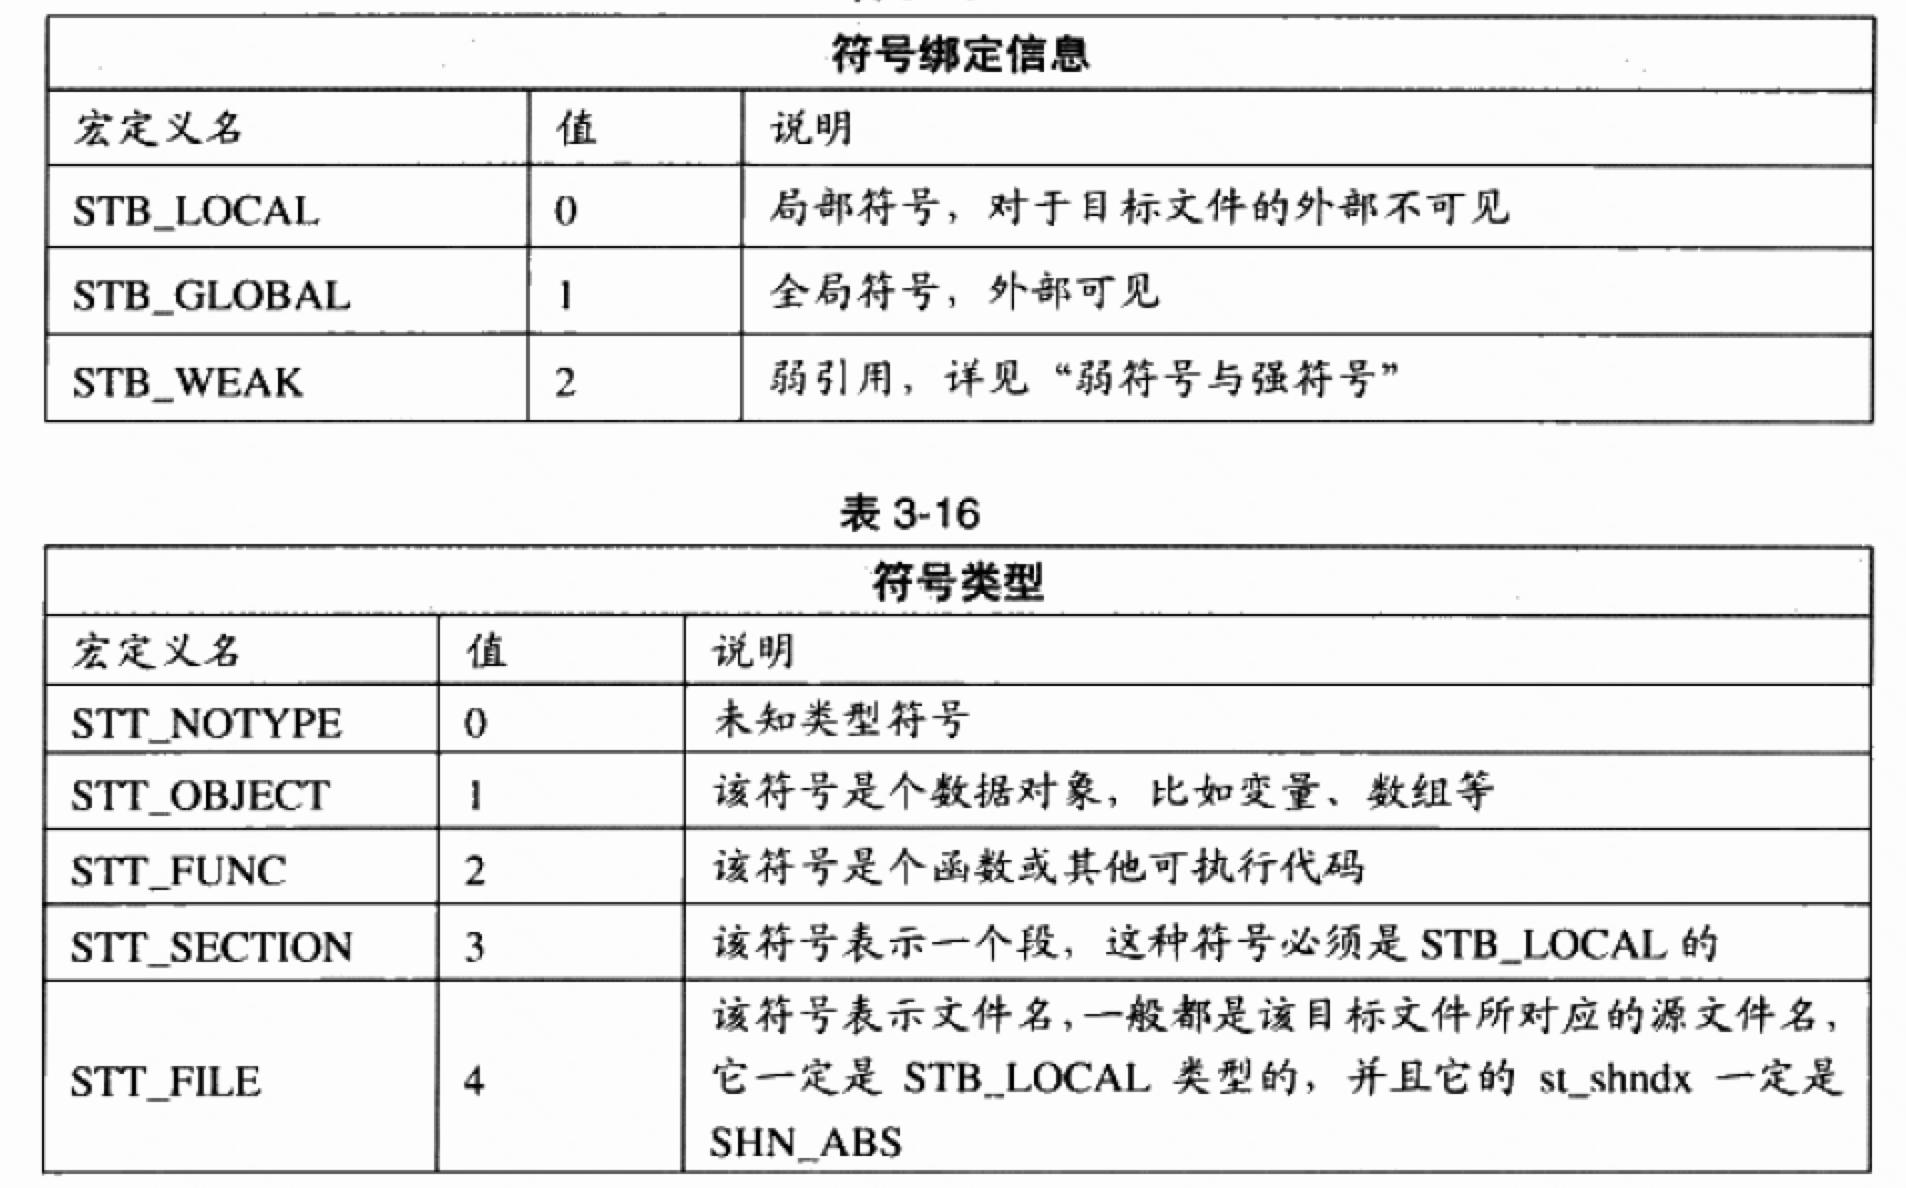 符号绑定信息
宏定义名 值 说明
STB_LOCAL 0 局部符号，对于目标文件的外部不可见
STB_GLOBAL 1 全局符号，外部可见
STB_WEAK 2 弱引用，详见“弱符号与强符号”
表 3-16
符号类型
宏定义名 值 说明
STT_NOTYPE 0 未知类型符号
STT_OBJECT 1 该符号是个数据对象，比如变量、数组等
STT_FUNC 2 该符号是个函数或其他可执行代码
STT_SECTION 3 该符号表示一个段，这种符号必须是 STB_LOCAL 的
STT_FILE 4 该符号表示文件名，一般都是该目标文件所对应的源文件名，
它一定是 STB_LOCAL 类型的，并且它的 st_shndx 一定是
SHN_ABS